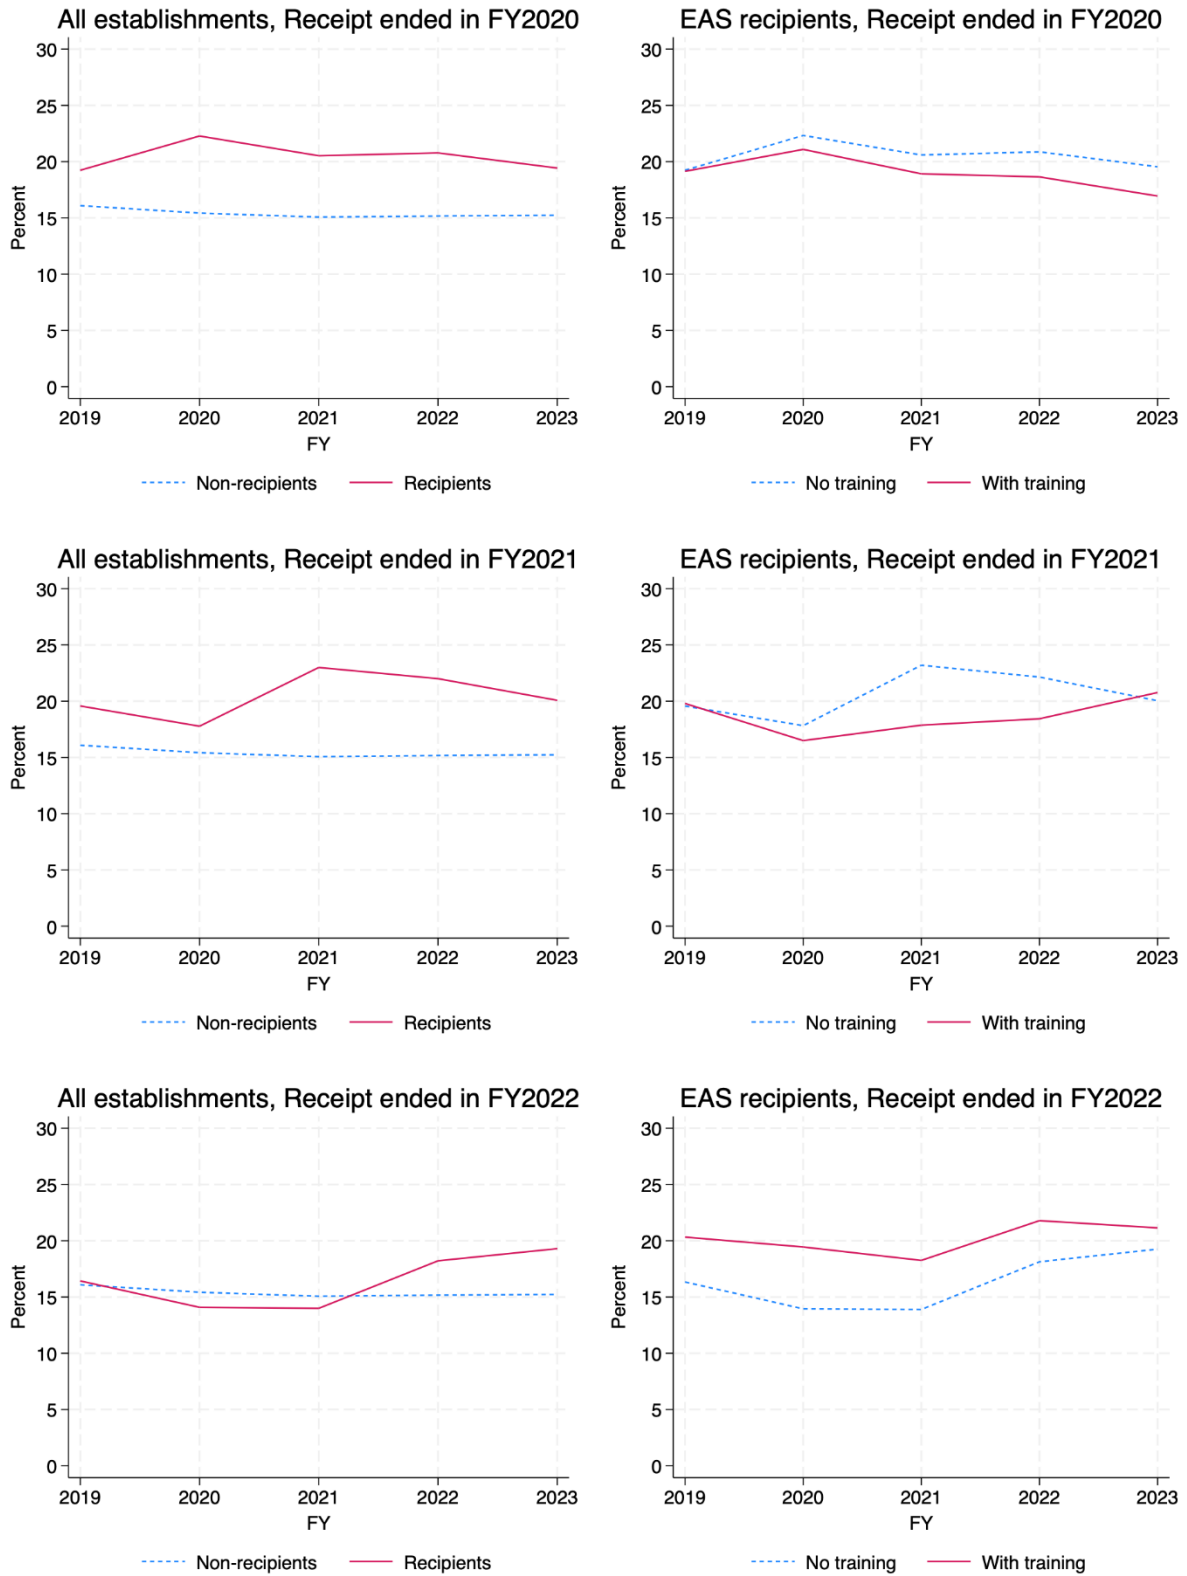 All establishments, Receipt ended in FY2020
30
25
20
15
10
5
0
Percent
2019 2020 2021 2022 2023
FY
Non-recipients Recipients
EAS recipients, Receipt ended in FY2020
30
25
20
15
10
5
0
Percent
2019 2020 2021 2022 2023
FY
No training With training
All establishments, Receipt ended in FY2021
30
25
20
15
10
5
0
Percent
2019 2020 2021 2022 2023
FY
Non-recipients Recipients
EAS recipients, Receipt ended in FY2021
30
25
20
15
10
5
0
Percent
2019 2020 2021 2022 2023
FY
No training With training
All establishments, Receipt ended in FY2022
30
25
20
15
10
5
0
Percent
2019 2020 2021 2022 2023
FY
Non-recipients Recipients
EAS recipients, Receipt ended in FY2022
30
25
20
15
10
5
0
Percent
2019 2020 2021 2022 2023
FY
No training With training